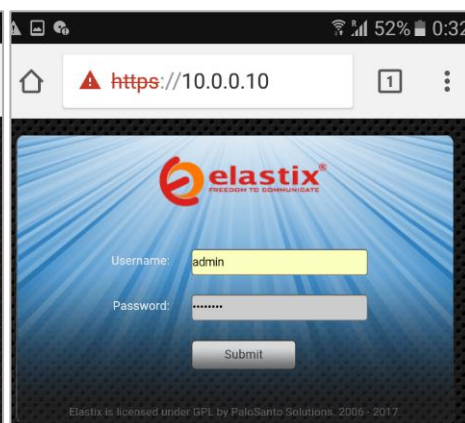 52% 0:32
https://10.0.0.10
1
elastix®
FREEDOM TO COMMUNICATE
Username: admin
Password: ••••••••
Submit
Elastix is licensed under GPL by PaloSanto Solutions. 2006 - 2017.